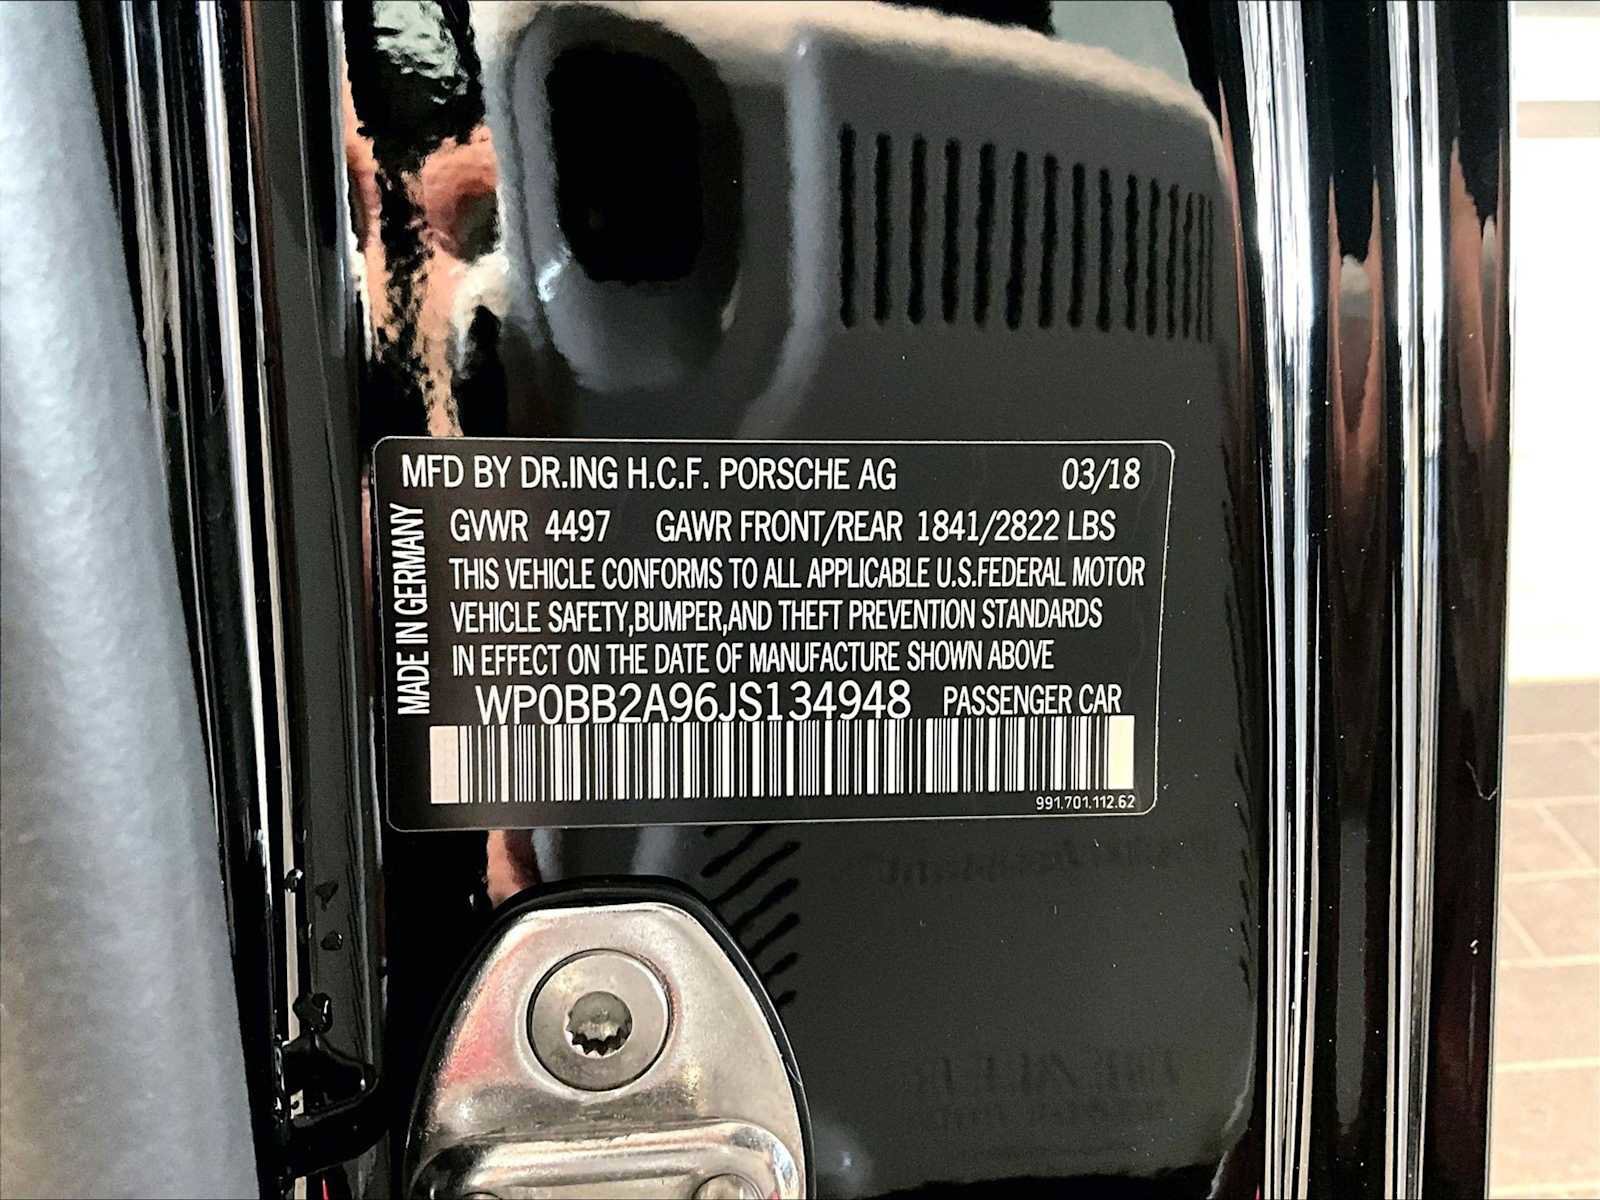 MFD BY DR.ING H.C.F. PORSCHE AG 03/18
GVWR 4497 GAWR FRONT/REAR 1841/2822 LBS
THIS VEHICLE CONFORMS TO ALL APPLICABLE U.S.FEDERAL MOTOR
VEHICLE SAFETY,BUMPER,AND THEFT PREVENTION STANDARDS
IN EFFECT ON THE DATE OF MANUFACTURE SHOWN ABOVE
WP0BB2A96JS134948 PASSENGER CAR
991.701.112.62
MADE IN GERMANY